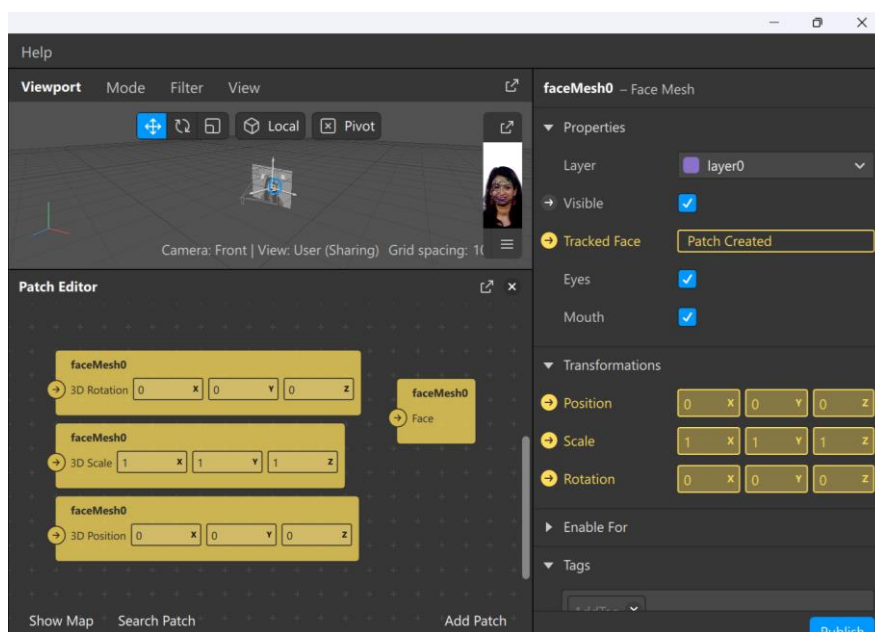 Help
Viewport Mode Filter View
Local Pivot
Camera: Front | View: User (Sharing) Grid spacing: 10
Patch Editor
faceMesh0
3D Rotation 0 X 0 Y 0 Z
faceMesh0
3D Scale 1 X 1 Y 1 Z
faceMesh0
3D Position 0 X 0 Y 0 Z
faceMesh0
Face
Show Map Search Patch Add Patch
faceMesh0 – Face Mesh
Properties
Layer layer0
Visible
Tracked Face Patch Created
Eyes
Mouth
Transformations
Position 0 X 0 Y 0 Z
Scale 1 X 1 Y 1 Z
Rotation 0 X 0 Y 0 Z
Enable For
Tags
Publish